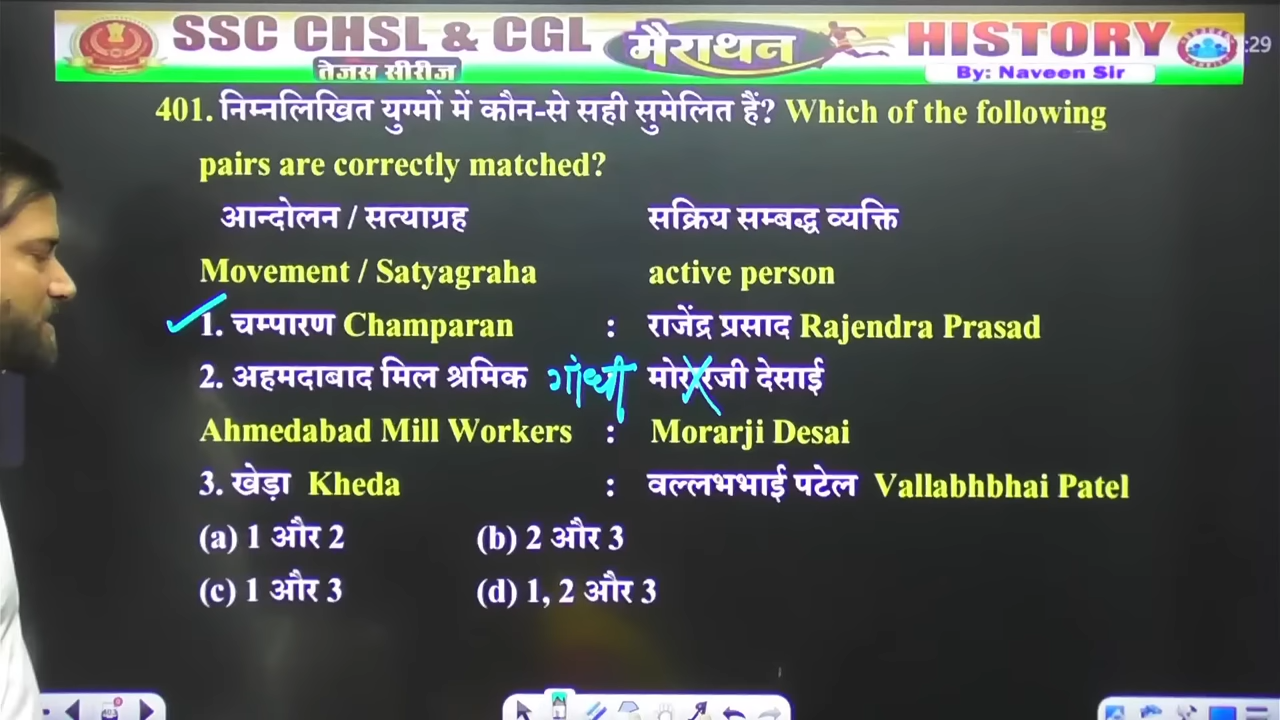 SSC CHSL & CGL मैराथन HISTORY :29
तेजस सीरीज By: Naveen Sir
401. निम्नलिखित युग्मों में कौन-से सही सुमेलित हैं? Which of the following
pairs are correctly matched?
आन्दोलन / सत्याग्रह सक्रिय सम्बद्ध व्यक्ति
Movement / Satyagraha active person
1. चम्पारण Champaran : राजेंद्र प्रसाद Rajendra Prasad
2. अहमदाबाद मिल श्रमिक गांधी मोरारजी देसाई
Ahmedabad Mill Workers : Morarji Desai
3. खेड़ा Kheda : वल्लभभाई पटेल Vallabhbhai Patel
(a) 1 और 2 (b) 2 और 3
(c) 1 और 3 (d) 1, 2 और 3